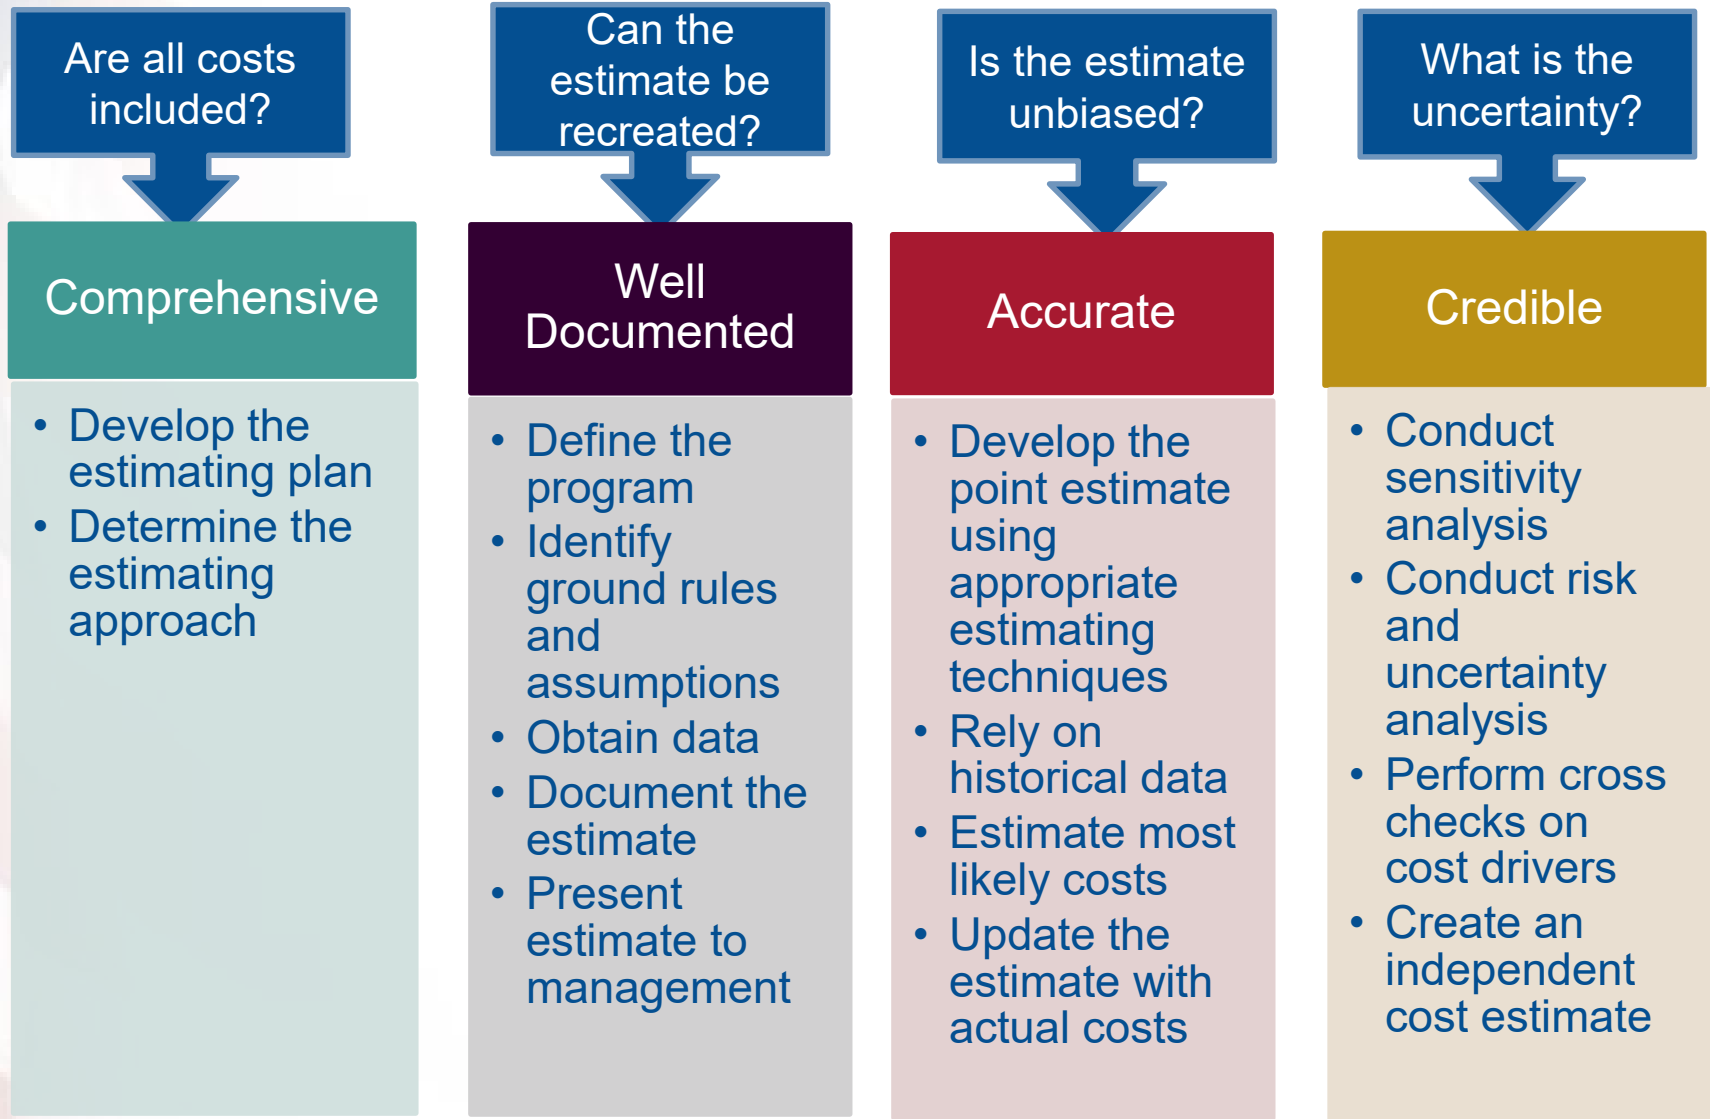 Are all costs
included?
Comprehensive
• Develop the
estimating plan
• Determine the
estimating
approach
Can the
estimate be
recreated?
Well
Documented
• Define the
program
• Identify
ground rules
and
assumptions
• Obtain data
• Document the
estimate
• Present
estimate to
management
Is the estimate
unbiased?
Accurate
• Develop the
point estimate
using
appropriate
estimating
techniques
• Rely on
historical data
• Estimate most
likely costs
• Update the
estimate with
actual costs
What is the
uncertainty?
Credible
• Conduct
sensitivity
analysis
• Conduct risk
and
uncertainty
analysis
• Perform cross
checks on
cost drivers
• Create an
independent
cost estimate